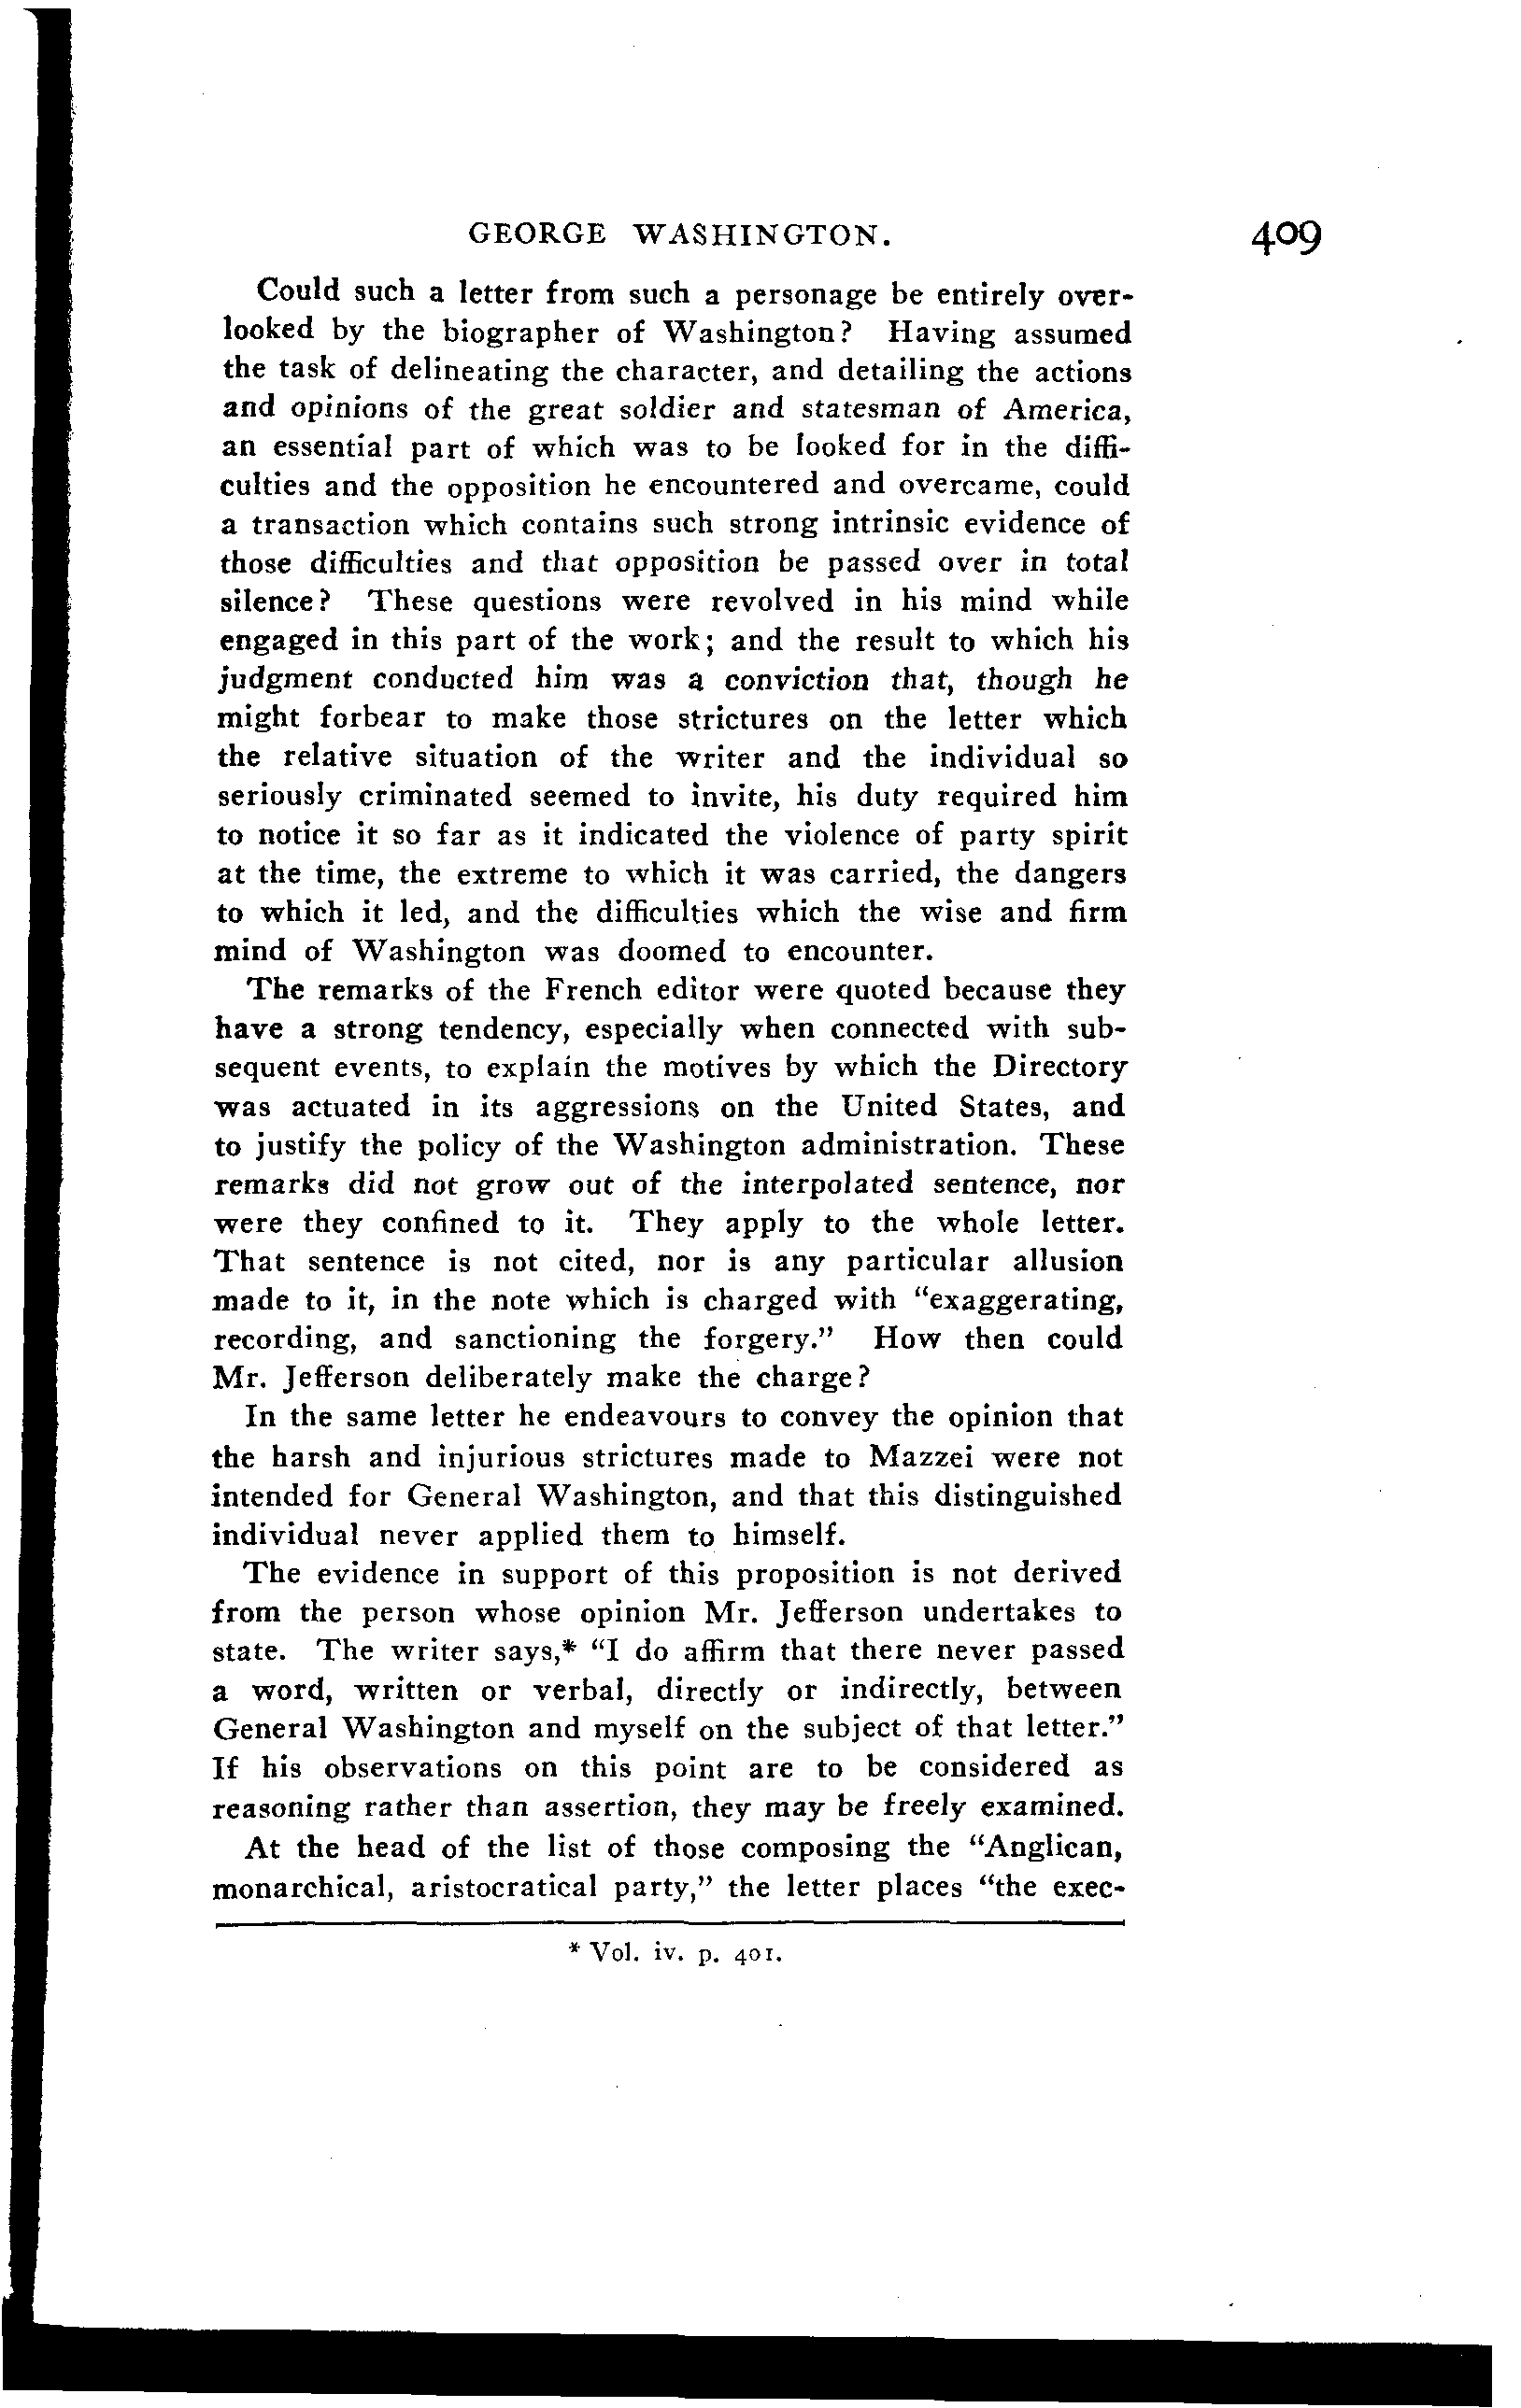 GEORGE WASHINGTON. 409
Could such a letter from such a personage be entirely over-
looked by the biographer of Washington? Having assumed
the task of delineating the character, and detailing the actions
and opinions of the great soldier and statesman of America,
an essential part of which was to be looked for in the diffi-
culties and the opposition he encountered and overcame, could
a transaction which contains such strong intrinsic evidence of
those difficulties and that opposition be passed over in total
silence? These questions were revolved in his mind while
engaged in this part of the work; and the result to which his
judgment conducted him was a conviction that, though he
might forbear to make those strictures on the letter which
the relative situation of the writer and the individual so
seriously criminated seemed to invite, his duty required him
to notice it so far as it indicated the violence of party spirit
at the time, the extreme to which it was carried, the dangers
to which it led, and the difficulties which the wise and firm
mind of Washington was doomed to encounter.
The remarks of the French editor were quoted because they
have a strong tendency, especially when connected with sub-
sequent events, to explain the motives by which the Directory
was actuated in its aggressions on the United States, and
to justify the policy of the Washington administration. These
remarks did not grow out of the interpolated sentence, nor
were they confined to it. They apply to the whole letter.
That sentence is not cited, nor is any particular allusion
made to it, in the note which is charged with "exaggerating,
recording, and sanctioning the forgery." How then could
Mr. Jefferson deliberately make the charge?
In the same letter he endeavours to convey the opinion that
the harsh and injurious strictures made to Mazzei were not
intended for General Washington, and that this distinguished
individual never applied them to himself.
The evidence in support of this proposition is not derived
from the person whose opinion Mr. Jefferson undertakes to
state. The writer says,* "I do affirm that there never passed
a word, written or verbal, directly or indirectly, between
General Washington and myself on the subject of that letter."
If his observations on this point are to be considered as
reasoning rather than assertion, they may be freely examined.
At the head of the list of those composing the "Anglican,
monarchical, aristocratical party," the letter places "the exec-
* Vol. iv. p. 401.